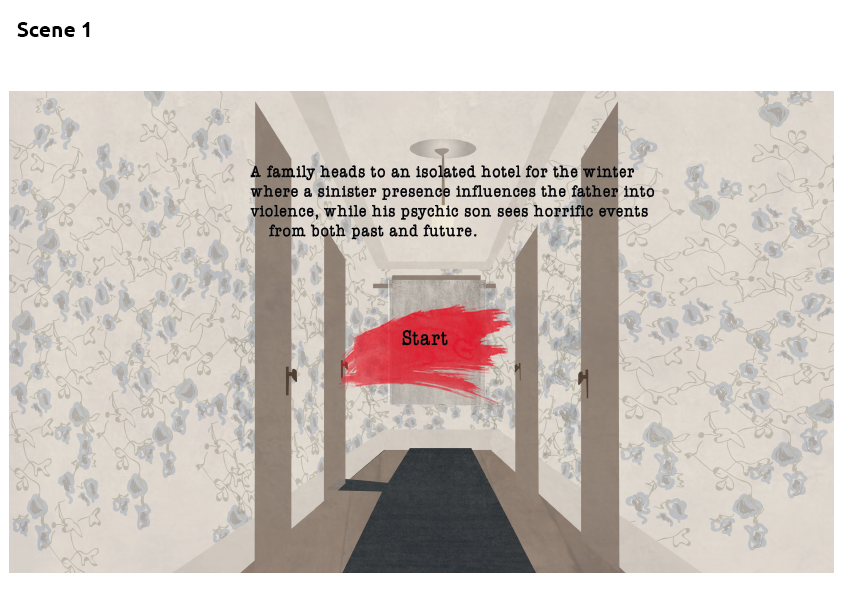 Scene 1
A family heads to an isolated hotel for the winter
where a sinister presence influences the father into
violence, while his psychic son sees horrific events
from both past and future.
Start